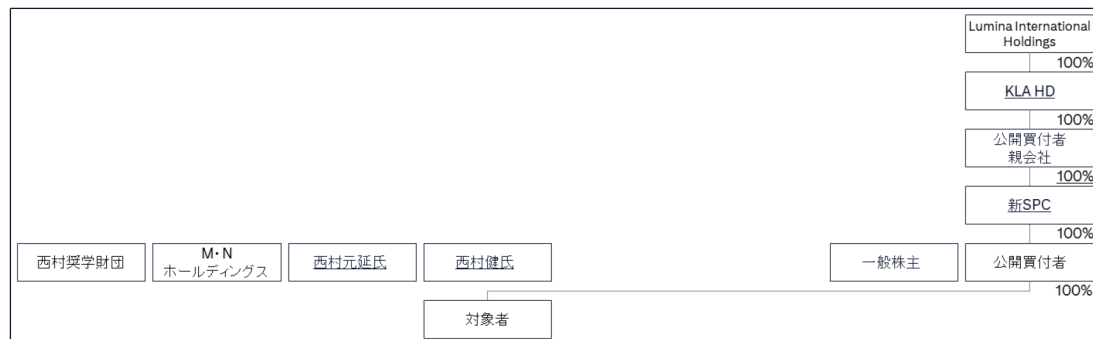 Lumina International
Holdings
100%
KLA HD
100%
公開買付者
親会社
100%
新SPC
100%
西村奨学財団
M・N
ホールディングス
西村元延氏
西村健氏
一般株主
公開買付者
100%
対象者